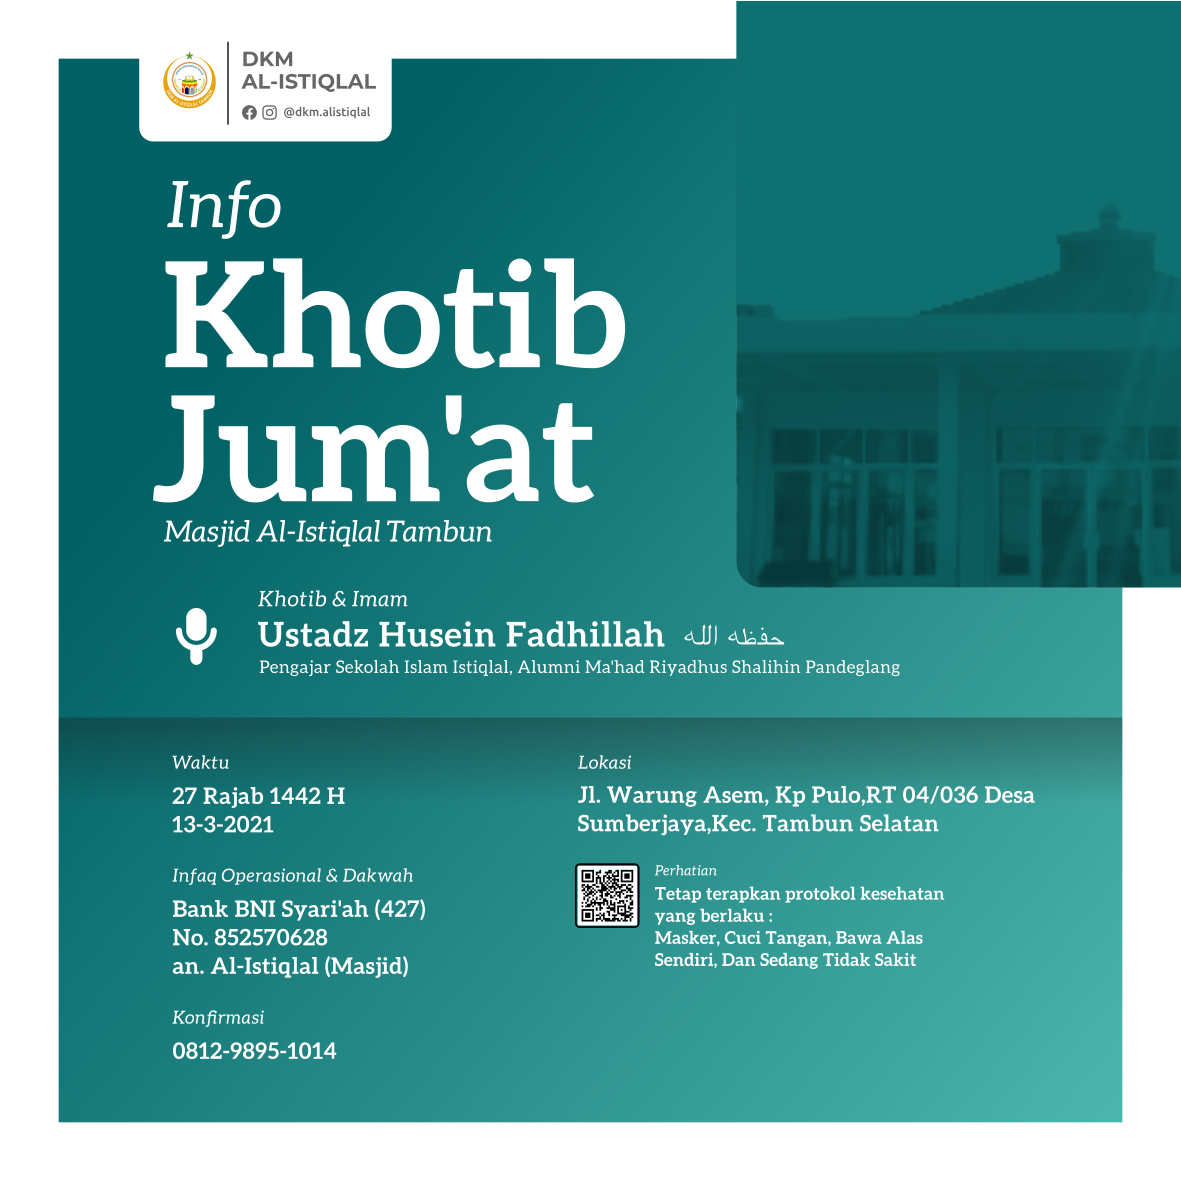 DKM
AL-ISTIQLAL
@dkm.alistiqlal
Info
Khotib
Jum'at
Masjid Al-Istiqlal Tambun
Khotib & Imam
Ustadz Husein Fadhillah حفظه الله
Pengajar Sekolah Islam Istiqlal, Alumni Ma'had Riyadhus Shalihin Pandeglang
Waktu
27 Rajab 1442 H
13-3-2021
Infaq Operasional & Dakwah
Bank BNI Syari'ah (427)
No. 852570628
an. Al-Istiqlal (Masjid)
Konfirmasi
0812-9895-1014
Lokasi
Jl. Warung Asem, Kp Pulo,RT 04/036 Desa
Sumberjaya,Kec. Tambun Selatan
Perhatian
Tetap terapkan protokol kesehatan
yang berlaku :
Masker, Cuci Tangan, Bawa Alas
Sendiri, Dan Sedang Tidak Sakit